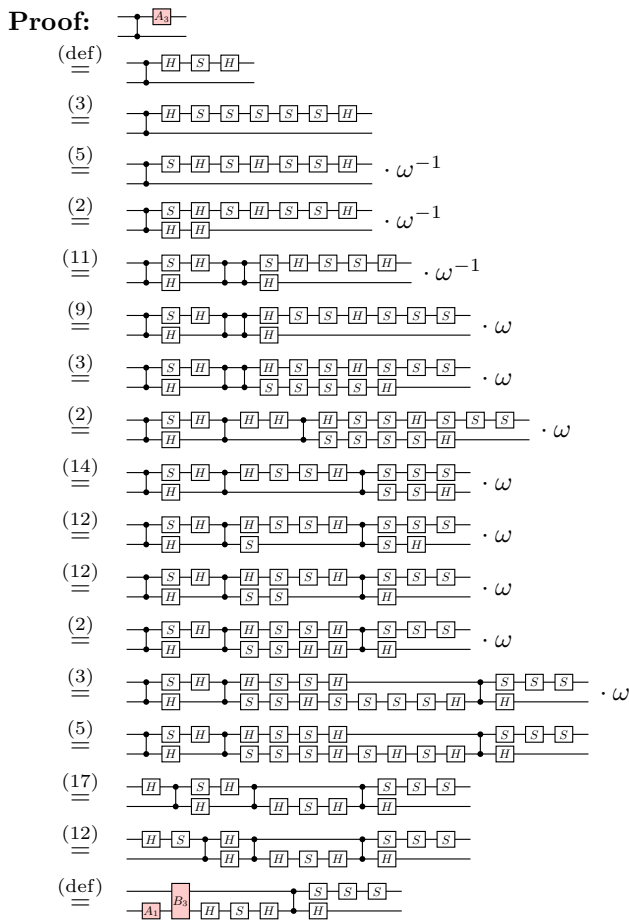 Proof: A₃
(def) = H S H
(3) = H S S S S S H
(5) = S H S H S S H · ω⁻¹
(2) = S H S H S S H
H H · ω⁻¹
(11) = S H S H S S H
H H · ω⁻¹
(9) = S H H S S H S S S
H H · ω
(3) = S H H S S H S S S
H S S S S H · ω
(2) = S H H H H S S H S S S
H S S S S H · ω
(14) = S H H S S H S S S
H S S H · ω
(12) = S H H S S H S S S
H S S H · ω
(12) = S H H S S H S S S
H S S H · ω
(2) = S H H S S H S S S
H S S H H H · ω
(3) = S H H S S H S S S
H S S H S S S S H H · ω
(5) = S H H S S H S S S
H S S S H S H S H H
(17) = H S H S S S
H H S H H
(12) = H S H S S S
H H S H H
(def) = B₃ S S S
A₁ H S H H